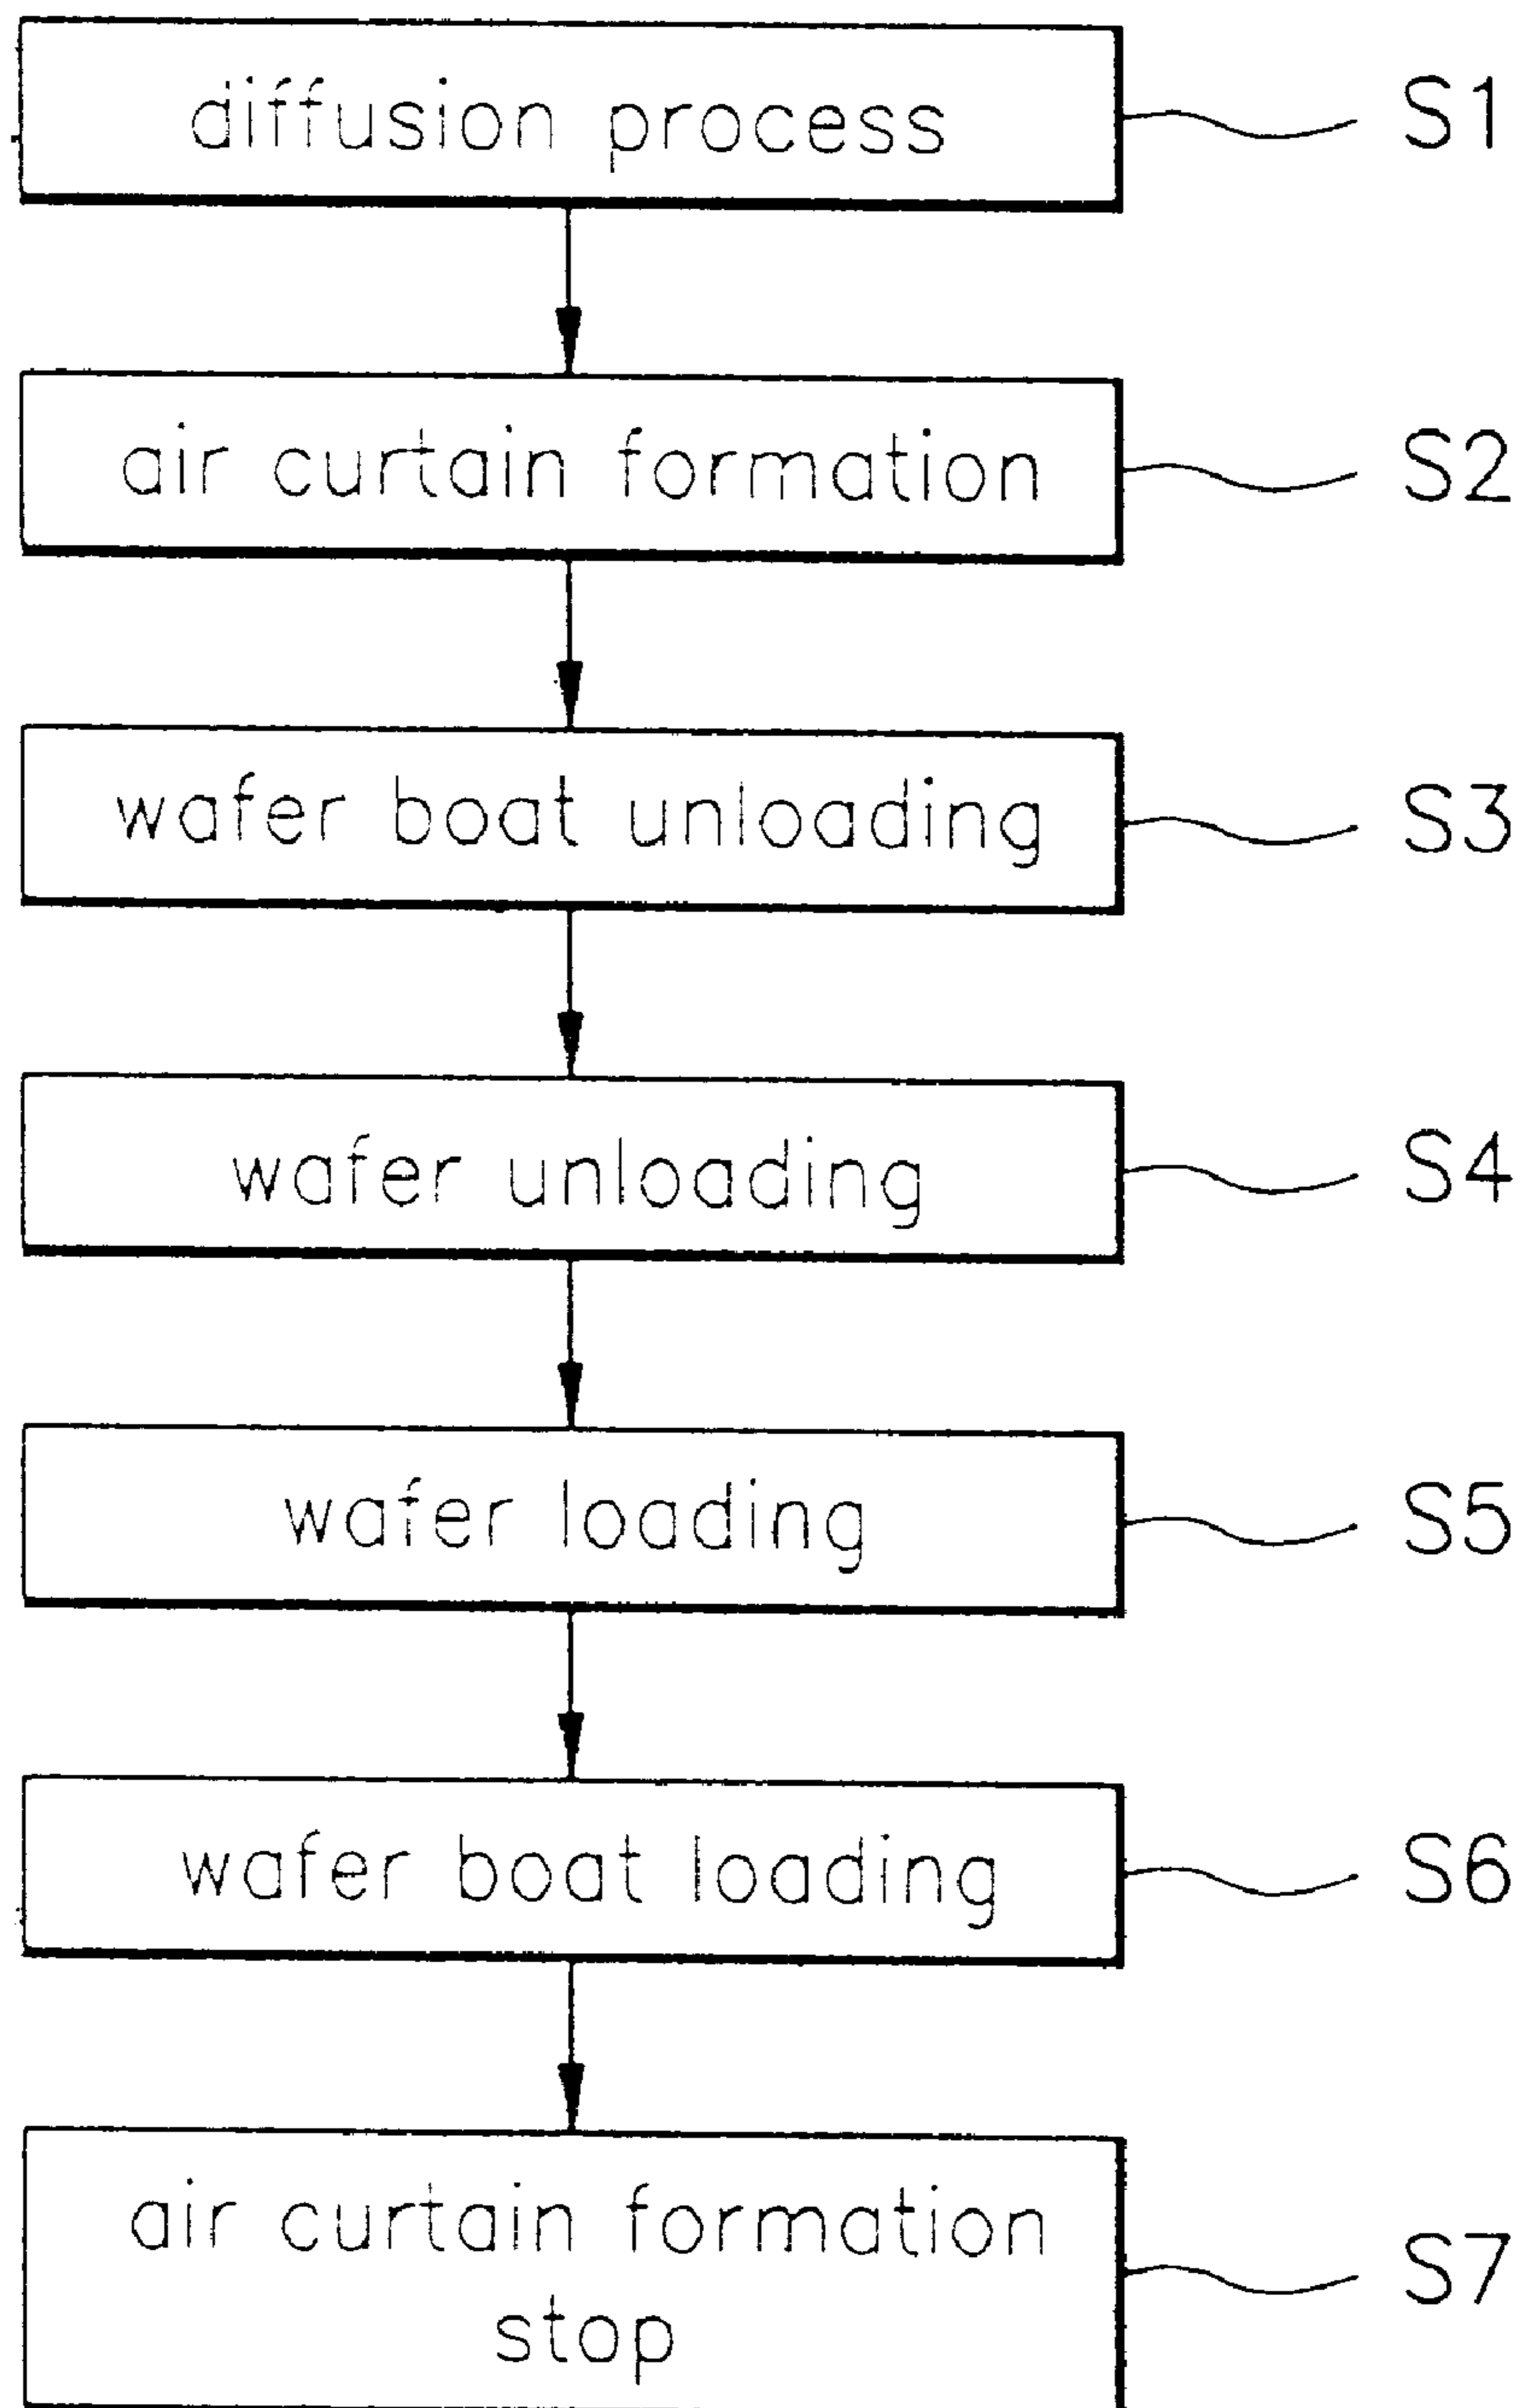 diffusion process S1
air curtain formation S2
wafer boat unloading S3
wafer unloading S4
wafer loading S5
wafer boat loading S6
air curtain formation S7
stop